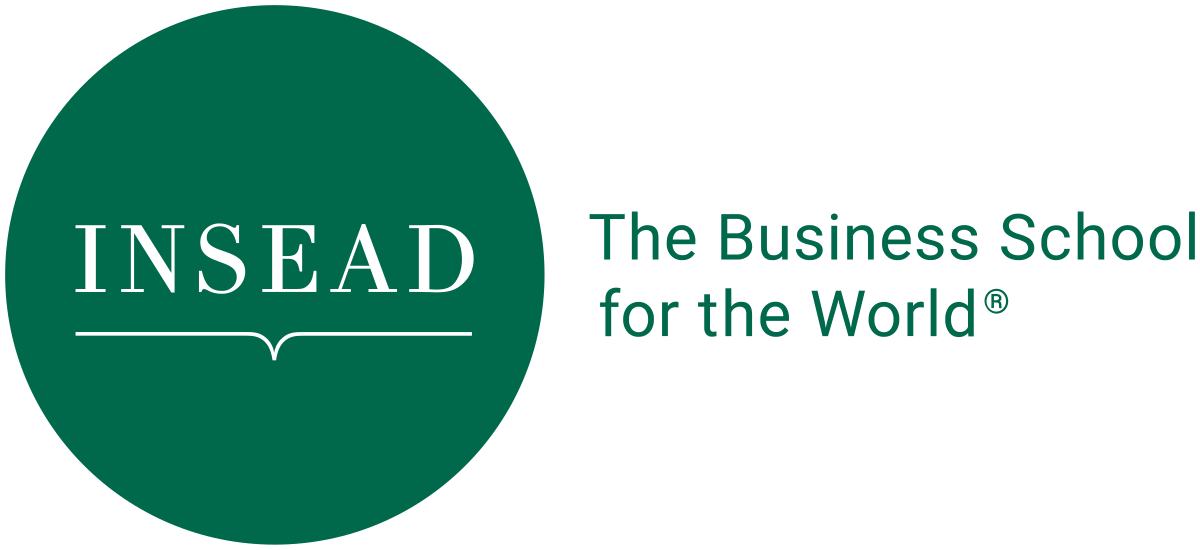 INSEAD
The Business School
for the World®